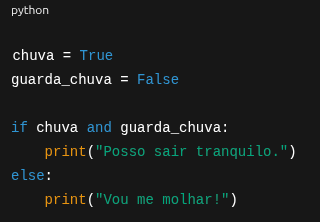 python
chuva = True
guarda_chuva = False
if chuva and guarda_chuva:
    print("Posso sair tranquilo.")
else:
    print("Vou me molhar!")